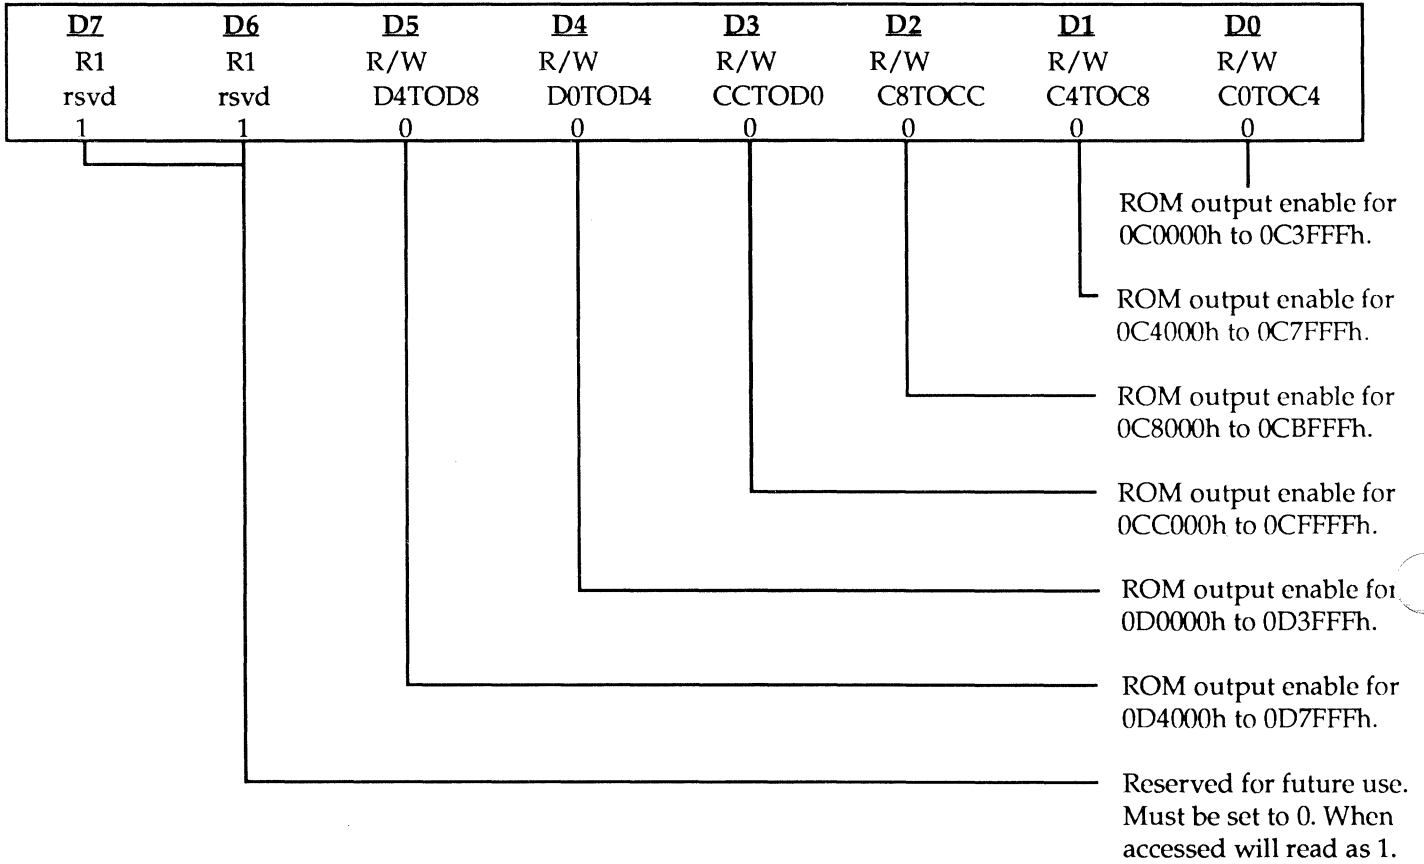 D7 D6 D5 D4 D3 D2 D1 D0
R1 R1 R/W R/W R/W R/W R/W R/W
rsvd rsvd D4TOD8 D0TOD4 CCTOD0 C8TOCC C4TOC8 C0TOC4
1 1 0 0 0 0 0 0
ROM output enable for
0C0000h to 0C3FFFh.
ROM output enable for
0C4000h to 0C7FFFh.
ROM output enable for
0C8000h to 0CBFFFh.
ROM output enable for
0CC000h to 0CFFFFh.
ROM output enable for
0D0000h to 0D3FFFh.
ROM output enable for
0D4000h to 0D7FFFh.
Reserved for future use.
Must be set to 0. When
accessed will read as 1.